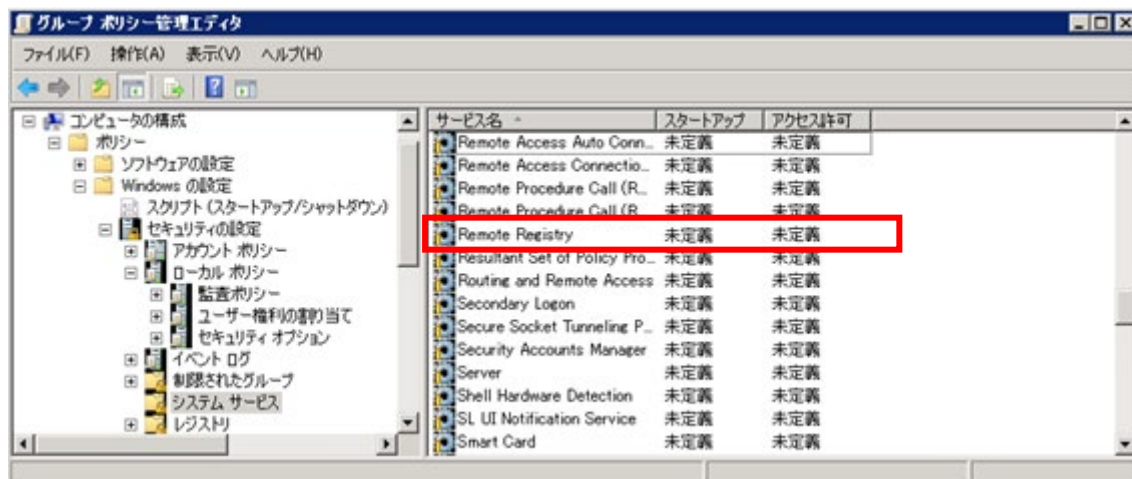 グループ ポリシー管理エディタ
ファイル(F) 操作(A) 表示(V) ヘルプ(H)
コンピュータの構成
ポリシー
ソフトウェアの設定
Windows の設定
スクリプト (スタートアップ/シャットダウン)
セキュリティの設定
アカウント ポリシー
ローカル ポリシー
監査ポリシー
ユーザー権利の割り当て
セキュリティ オプション
イベント ログ
制限されたグループ
システム サービス
レジストリ
サービス名 スタートアップ アクセス許可
Remote Access Auto Conn... 未定義 未定義
Remote Access Connectio... 未定義 未定義
Remote Procedure Call (R... 未定義 未定義
Remote Procedure Call (R... 未定義 未定義
Remote Registry 未定義 未定義
Resultant Set of Policy Pro... 未定義 未定義
Routing and Remote Access 未定義 未定義
Secondary Logon 未定義 未定義
Secure Socket Tunneling P... 未定義 未定義
Security Accounts Manager 未定義 未定義
Server 未定義 未定義
Shell Hardware Detection 未定義 未定義
SL UI Notification Service 未定義 未定義
Smart Card 未定義 未定義